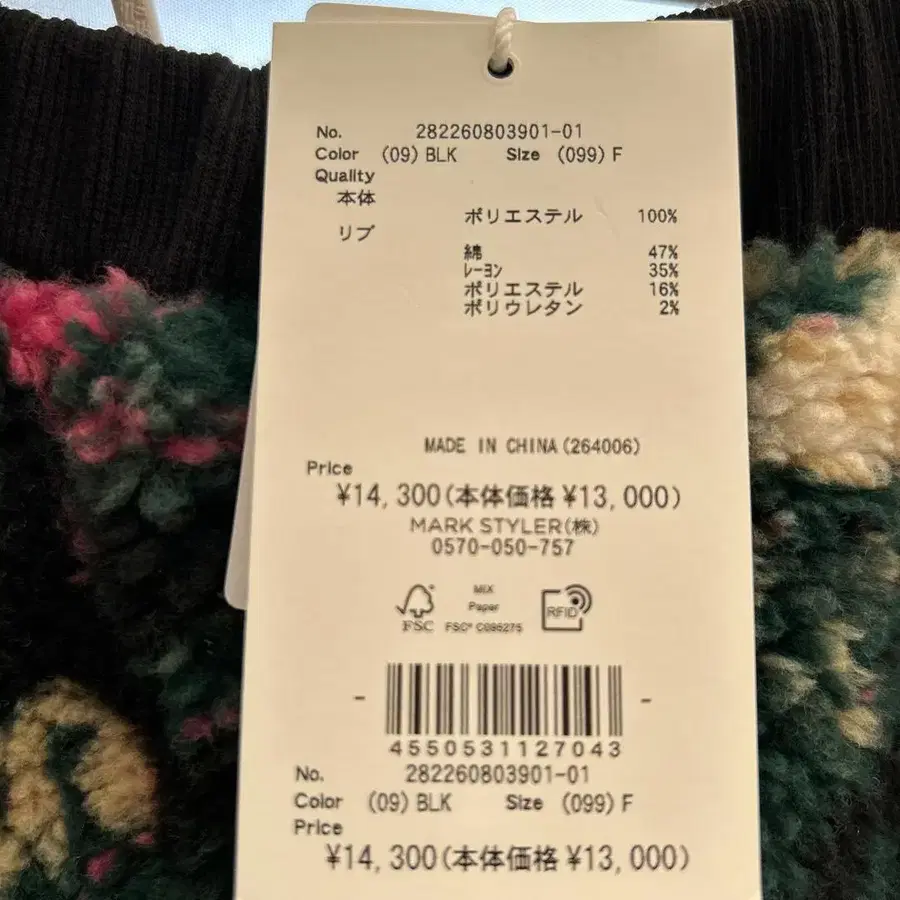 No. 282260803901-01
Color (09) BLK Size (099) F
Quality
本体
ポリエステル 100%
リブ
綿 47%
レーヨン 35%
ポリエステル 16%
ポリウレタン 2%
MADE IN CHINA (264006)
Price
¥14,300(本体価格 ¥13,000)
MARK STYLER(株)
0570-050-757
MIX
Paper
FSC FSC® C095275
RFID
4550531127043
No. 282260803901-01
Color (09) BLK Size (099) F
Price
¥14,300(本体価格 ¥13,000)